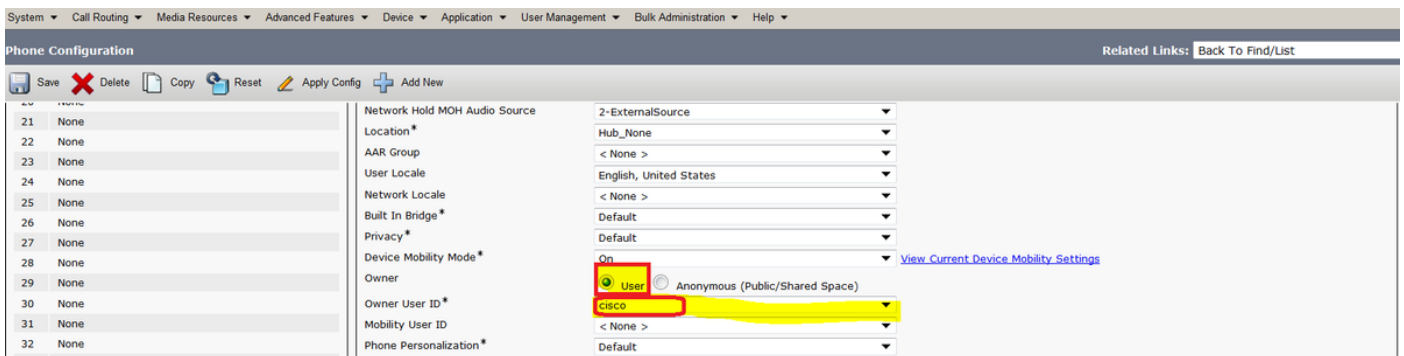 System Call Routing Media Resources Advanced Features Device Application User Management Bulk Administration Help
Phone Configuration
Related Links: Back To Find/List
Save Delete Copy Reset Apply Config Add New
21 None
22 None
23 None
24 None
25 None
26 None
27 None
28 None
29 None
30 None
31 None
32 None
Network Hold MOH Audio Source 2-ExternalSource
Location* Hub_None
AAR Group < None >
User Locale English, United States
Network Locale < None >
Built In Bridge* Default
Privacy* Default
Device Mobility Mode* On View Current Device Mobility Settings
Owner User Anonymous (Public/Shared Space)
Owner User ID* cisco
Mobility User ID < None >
Phone Personalization* Default